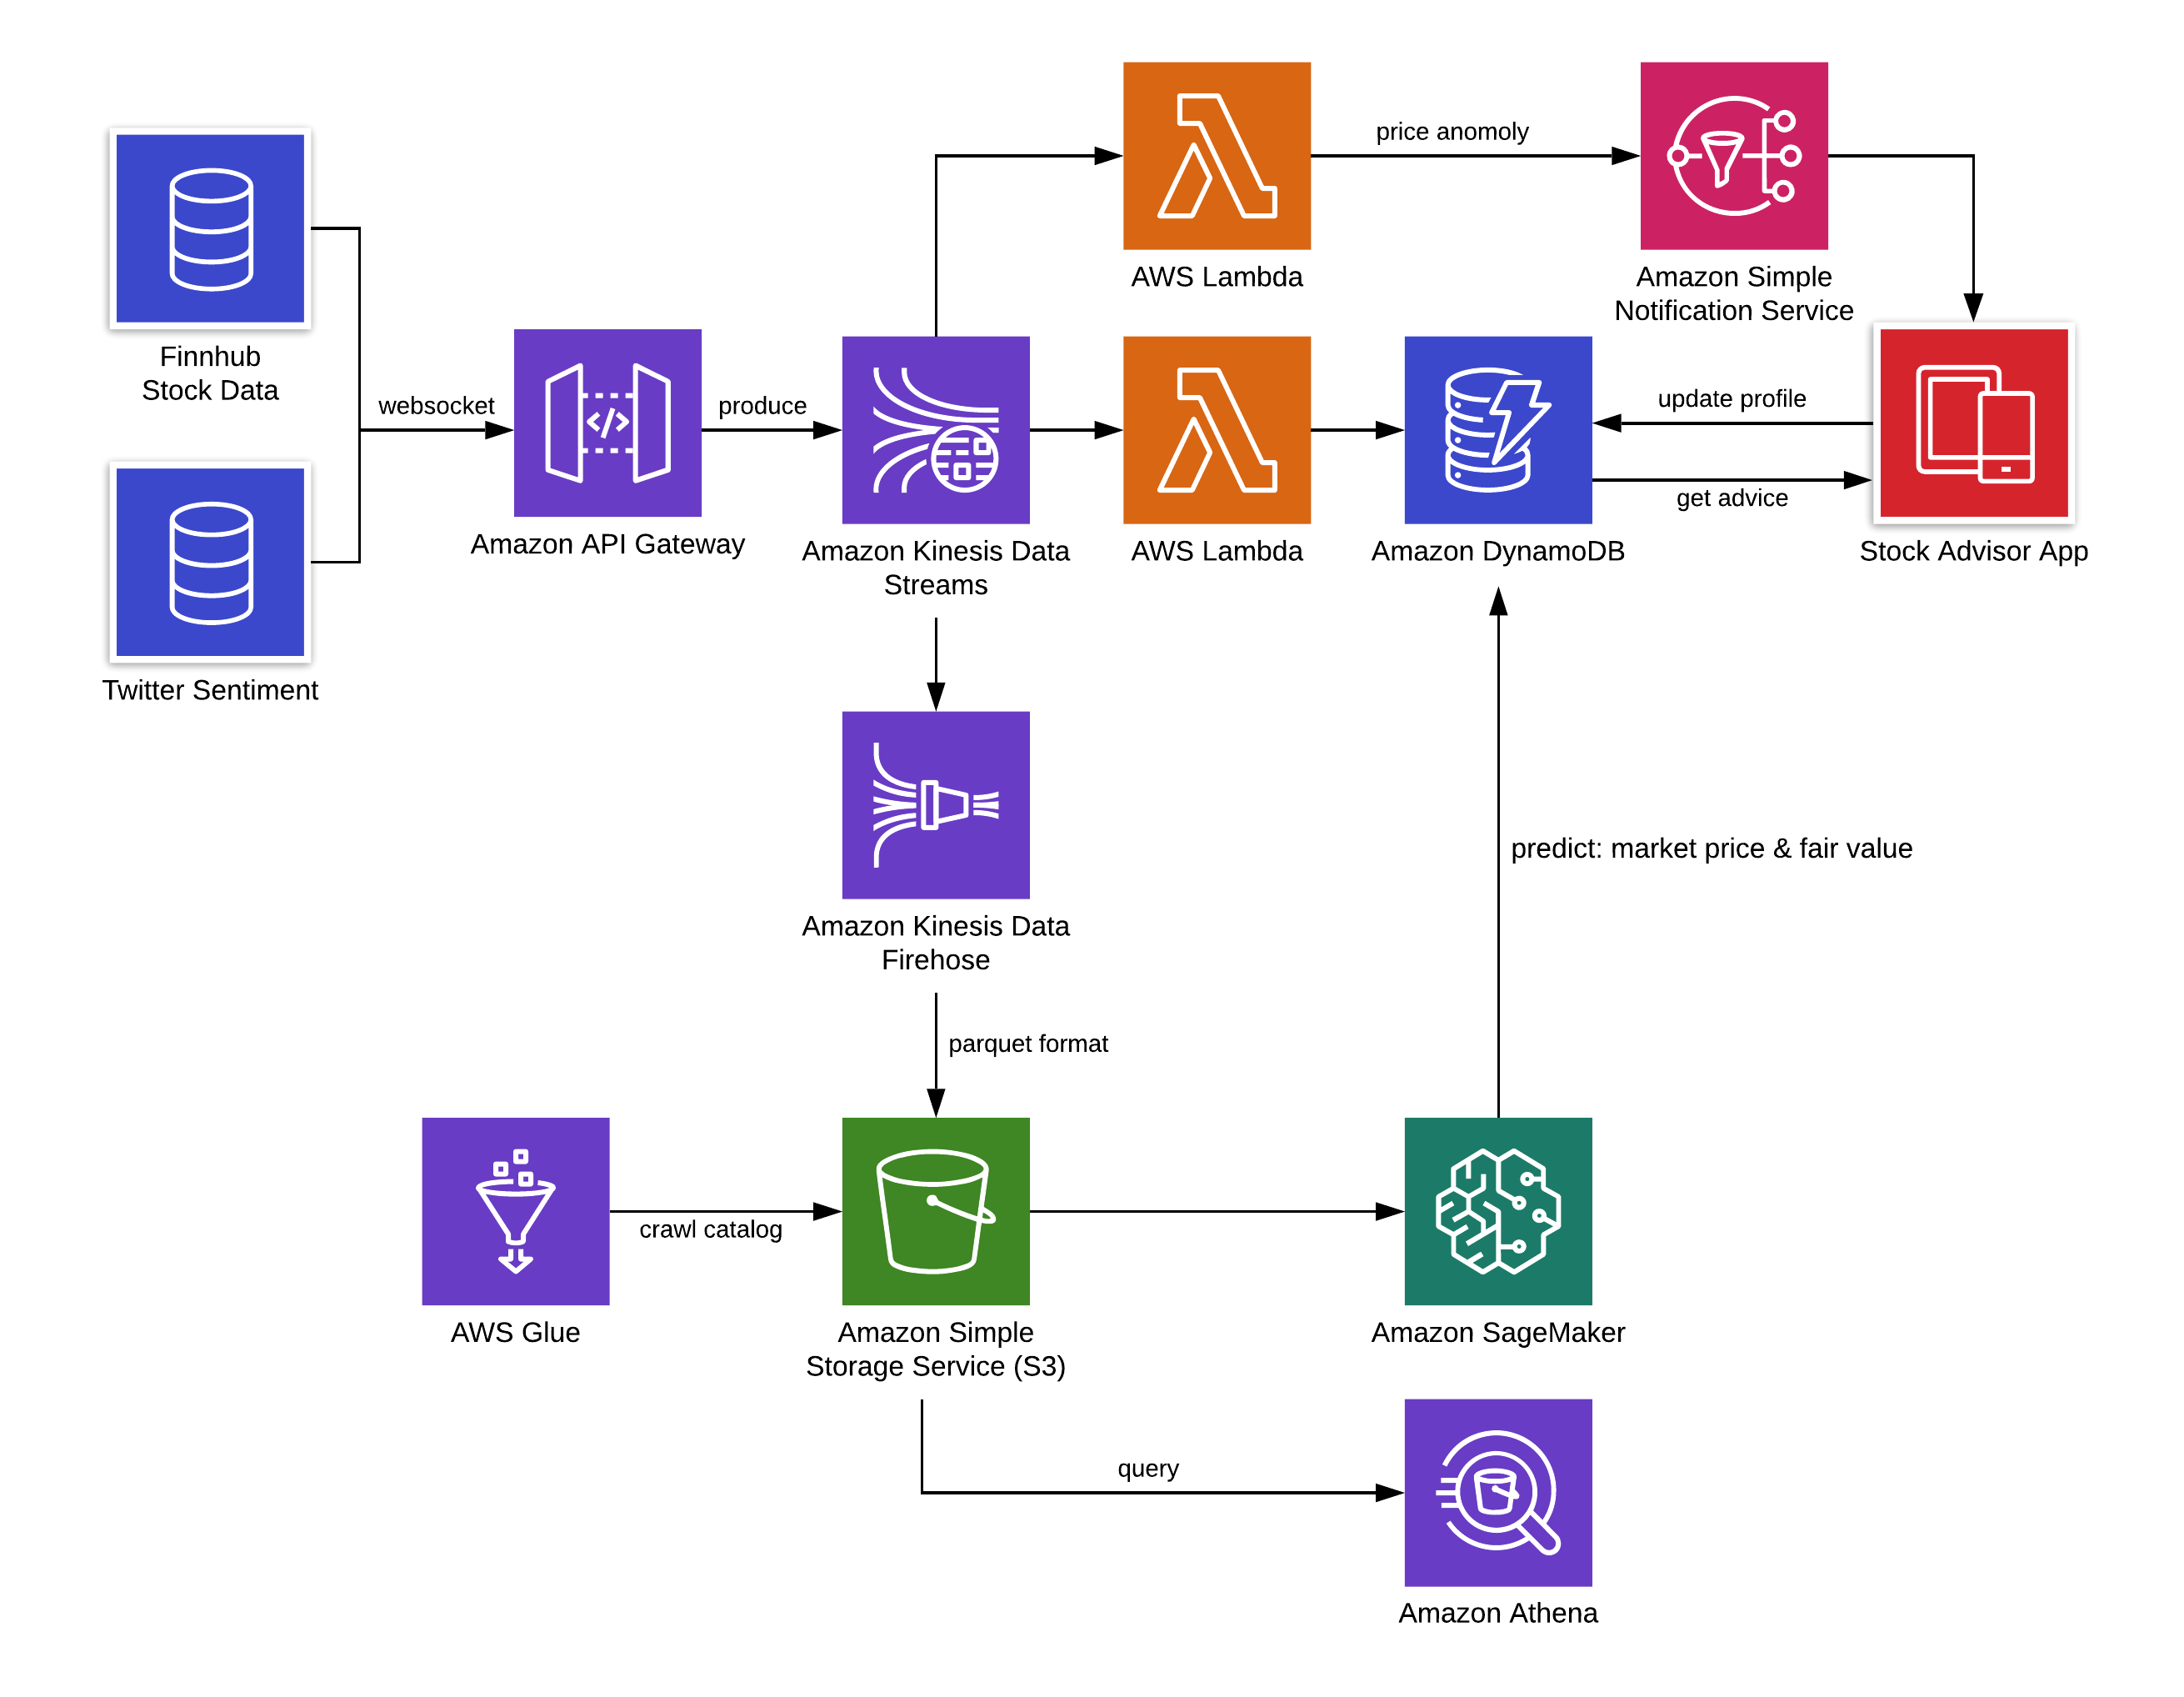 Finnhub
Stock Data
Twitter Sentiment
websocket
Amazon API Gateway
produce
Amazon Kinesis Data
Streams
AWS Lambda
price anomoly
Amazon Simple
Notification Service
AWS Lambda
Amazon DynamoDB
update profile
get advice
Stock Advisor App
Amazon Kinesis Data
Firehose
predict: market price & fair value
parquet format
AWS Glue
crawl catalog
Amazon Simple
Storage Service (S3)
Amazon SageMaker
query
Amazon Athena